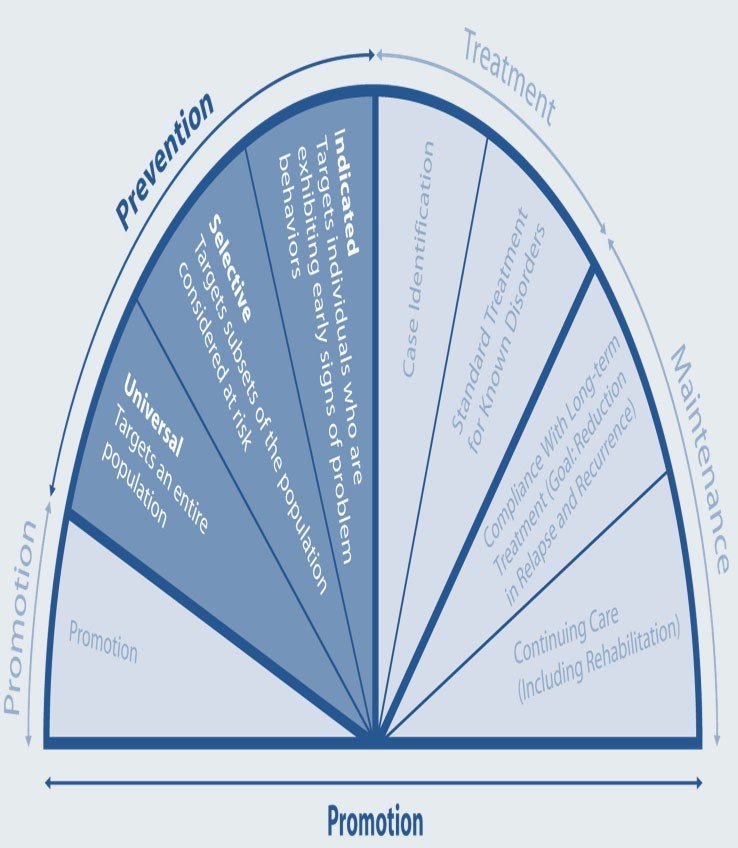 Promotion
Prevention
Treatment
Maintenance
Promotion
Universal
Targets an entire
population
Selective
Targets subsets of the population
considered at risk
Indicated
Targets individuals who are
exhibiting early signs of problem
behaviors
Case Identification
Standard Treatment
for Known Disorders
Compliance With Long-term
Treatment (Goal:Reduction
in Relapse and Recurrence)
Continuing Care
(Including Rehabilitation)
Promotion